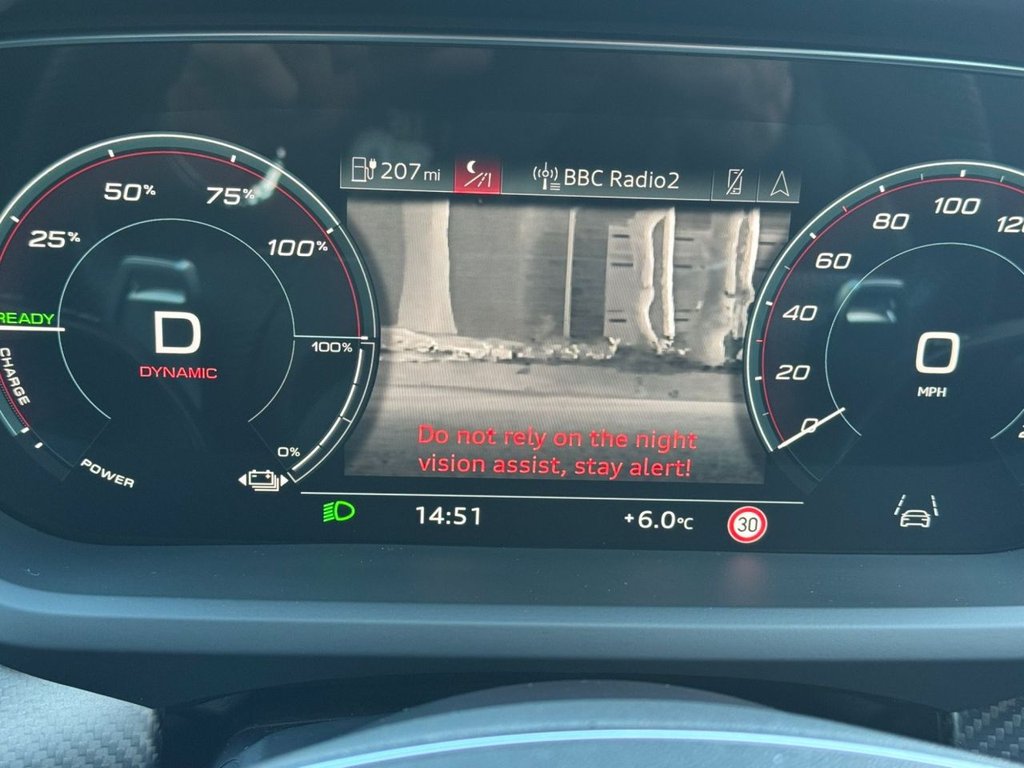 207 mi
BBC Radio2
25%
50%
75%
100%
READY
CHARGE
POWER
D
DYNAMIC
100%
0%
Do not rely on the night
vision assist, stay alert!
0
20
40
60
80
100
0
MPH
14:51
+6.0°C
30